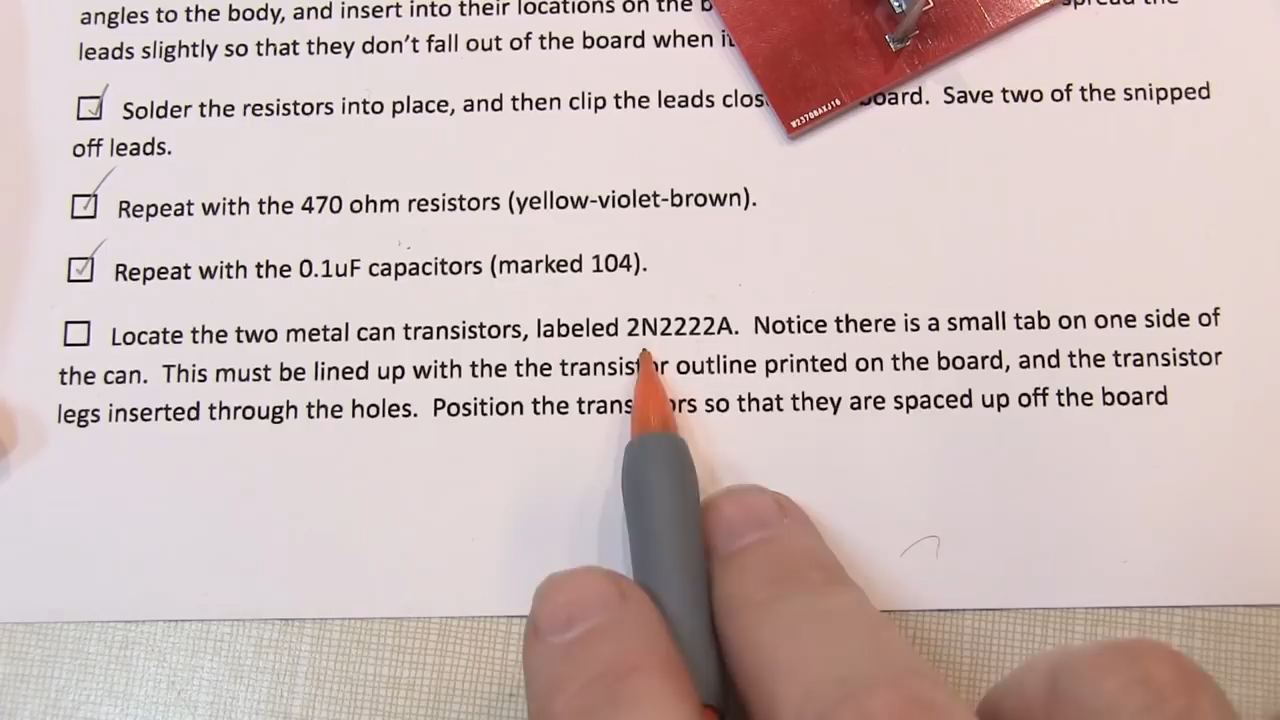 angles to the body, and insert into their locations on the
leads slightly so that they don't fall out of the board when
Solder the resistors into place, and then clip the leads board. Save two of the snipped
off leads.
Repeat with the 470 ohm resistors (yellow-violet-brown).
Repeat with the 0.1uF capacitors (marked 104).
Locate the two metal can transistors, labeled 2N2222A. Notice there is a small tab on one side of
the can. This must be lined up with the the transistor outline printed on the board, and the transistor
legs inserted through the holes. Position the transistors so that they are spaced up off the board